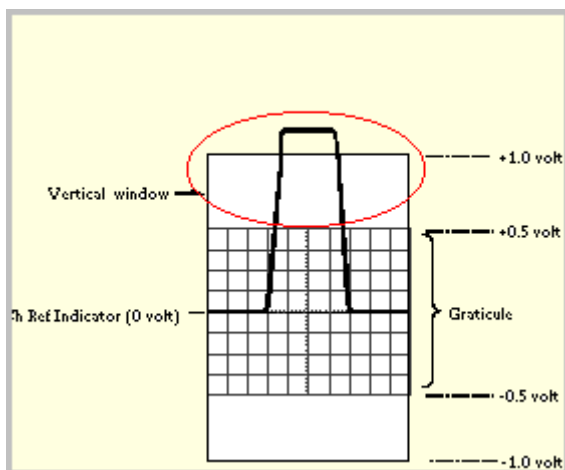 +1.0 volt
Vertical window
+0.5 volt
h Ref Indicator (0 volt)
Graticule
-0.5 volt
-1.0 volt